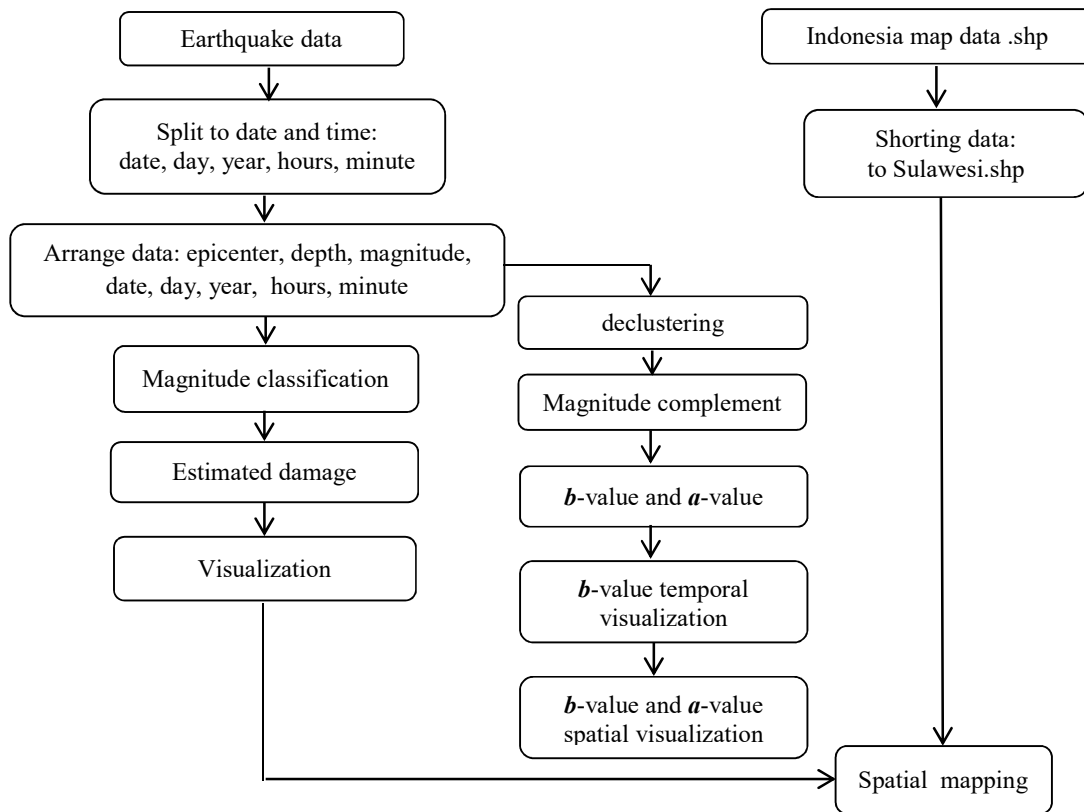 Earthquake data
Split to date and time:
date, day, year, hours, minute
Arrange data: epicenter, depth, magnitude,
date, day, year, hours, minute
Magnitude classification
Estimated damage
Visualization
declustering
Magnitude complement
b-value and a-value
b-value temporal
visualization
b-value and a-value
spatial visualization
Indonesia map data .shp
Shorting data:
to Sulawesi.shp
Spatial mapping